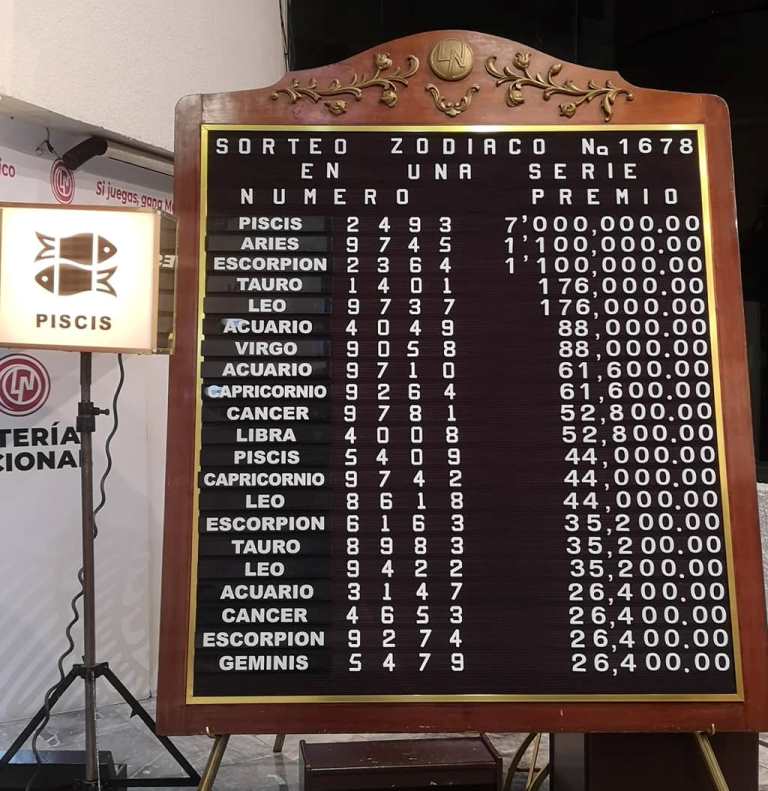 SORTEO ZODIACO No 1678
EN UNA SERIE
NUMERO PREMIO
PISCIS 2493 7'000,000.00
ARIES 9745 1'100,000.00
ESCORPION 2364 1'100,000.00
TAURO 1401 176,000.00
LEO 9737 176,000.00
ACUARIO 4049 88,000.00
VIRGO 9058 88,000.00
ACUARIO 9710 61,600.00
CAPRICORNIO 9264 61,600.00
CANCER 9781 52,800.00
LIBRA 4008 52,800.00
PISCIS 5409 44,000.00
CAPRICORNIO 9742 44,000.00
LEO 8618 44,000.00
ESCORPION 6163 35,200.00
TAURO 8983 35,200.00
LEO 9422 35,200.00
ACUARIO 3147 26,400.00
CANCER 4653 26,400.00
ESCORPION 9274 26,400.00
GEMINIS 5479 26,400.00
LN
PISCIS
ico
LN
Si juegas, gana M
LN
TERÍA
CIONAL